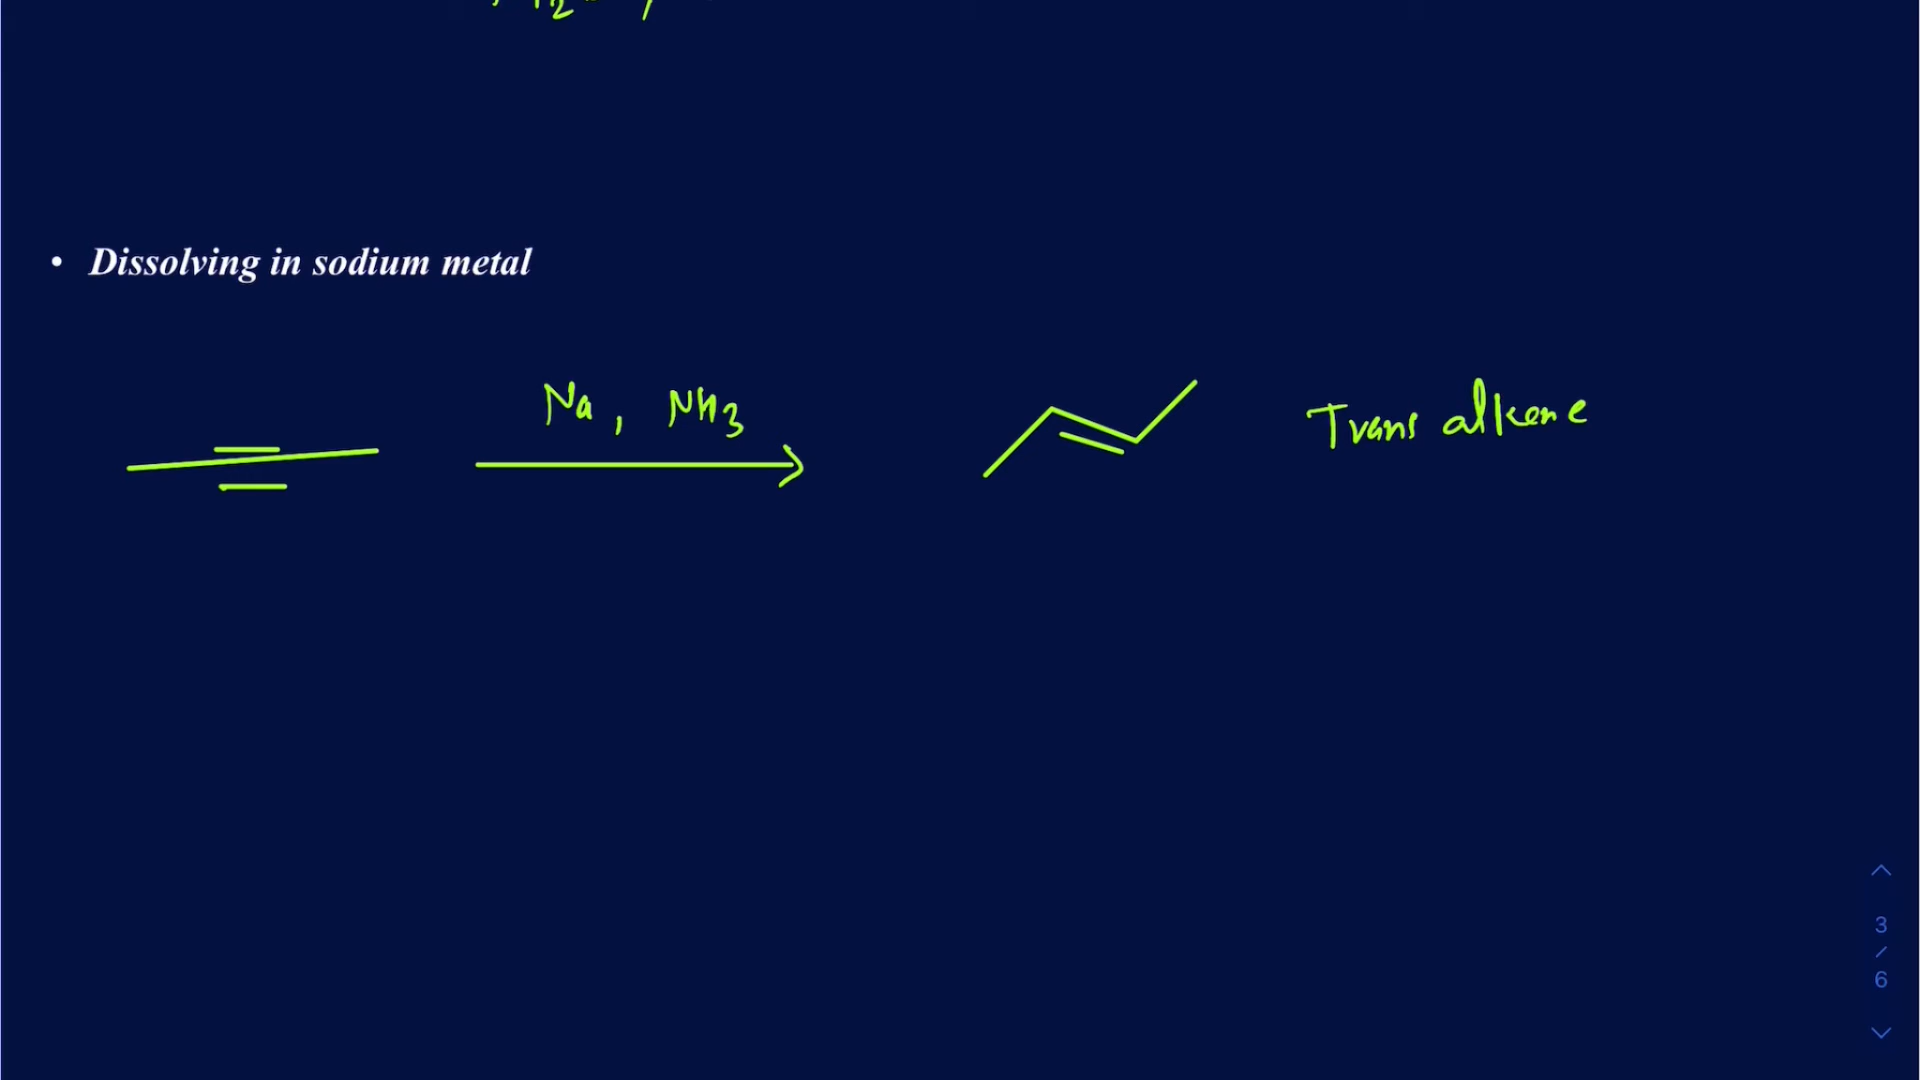 • Dissolving in sodium metal
Na, NH3
Trans alkene
3
/
6